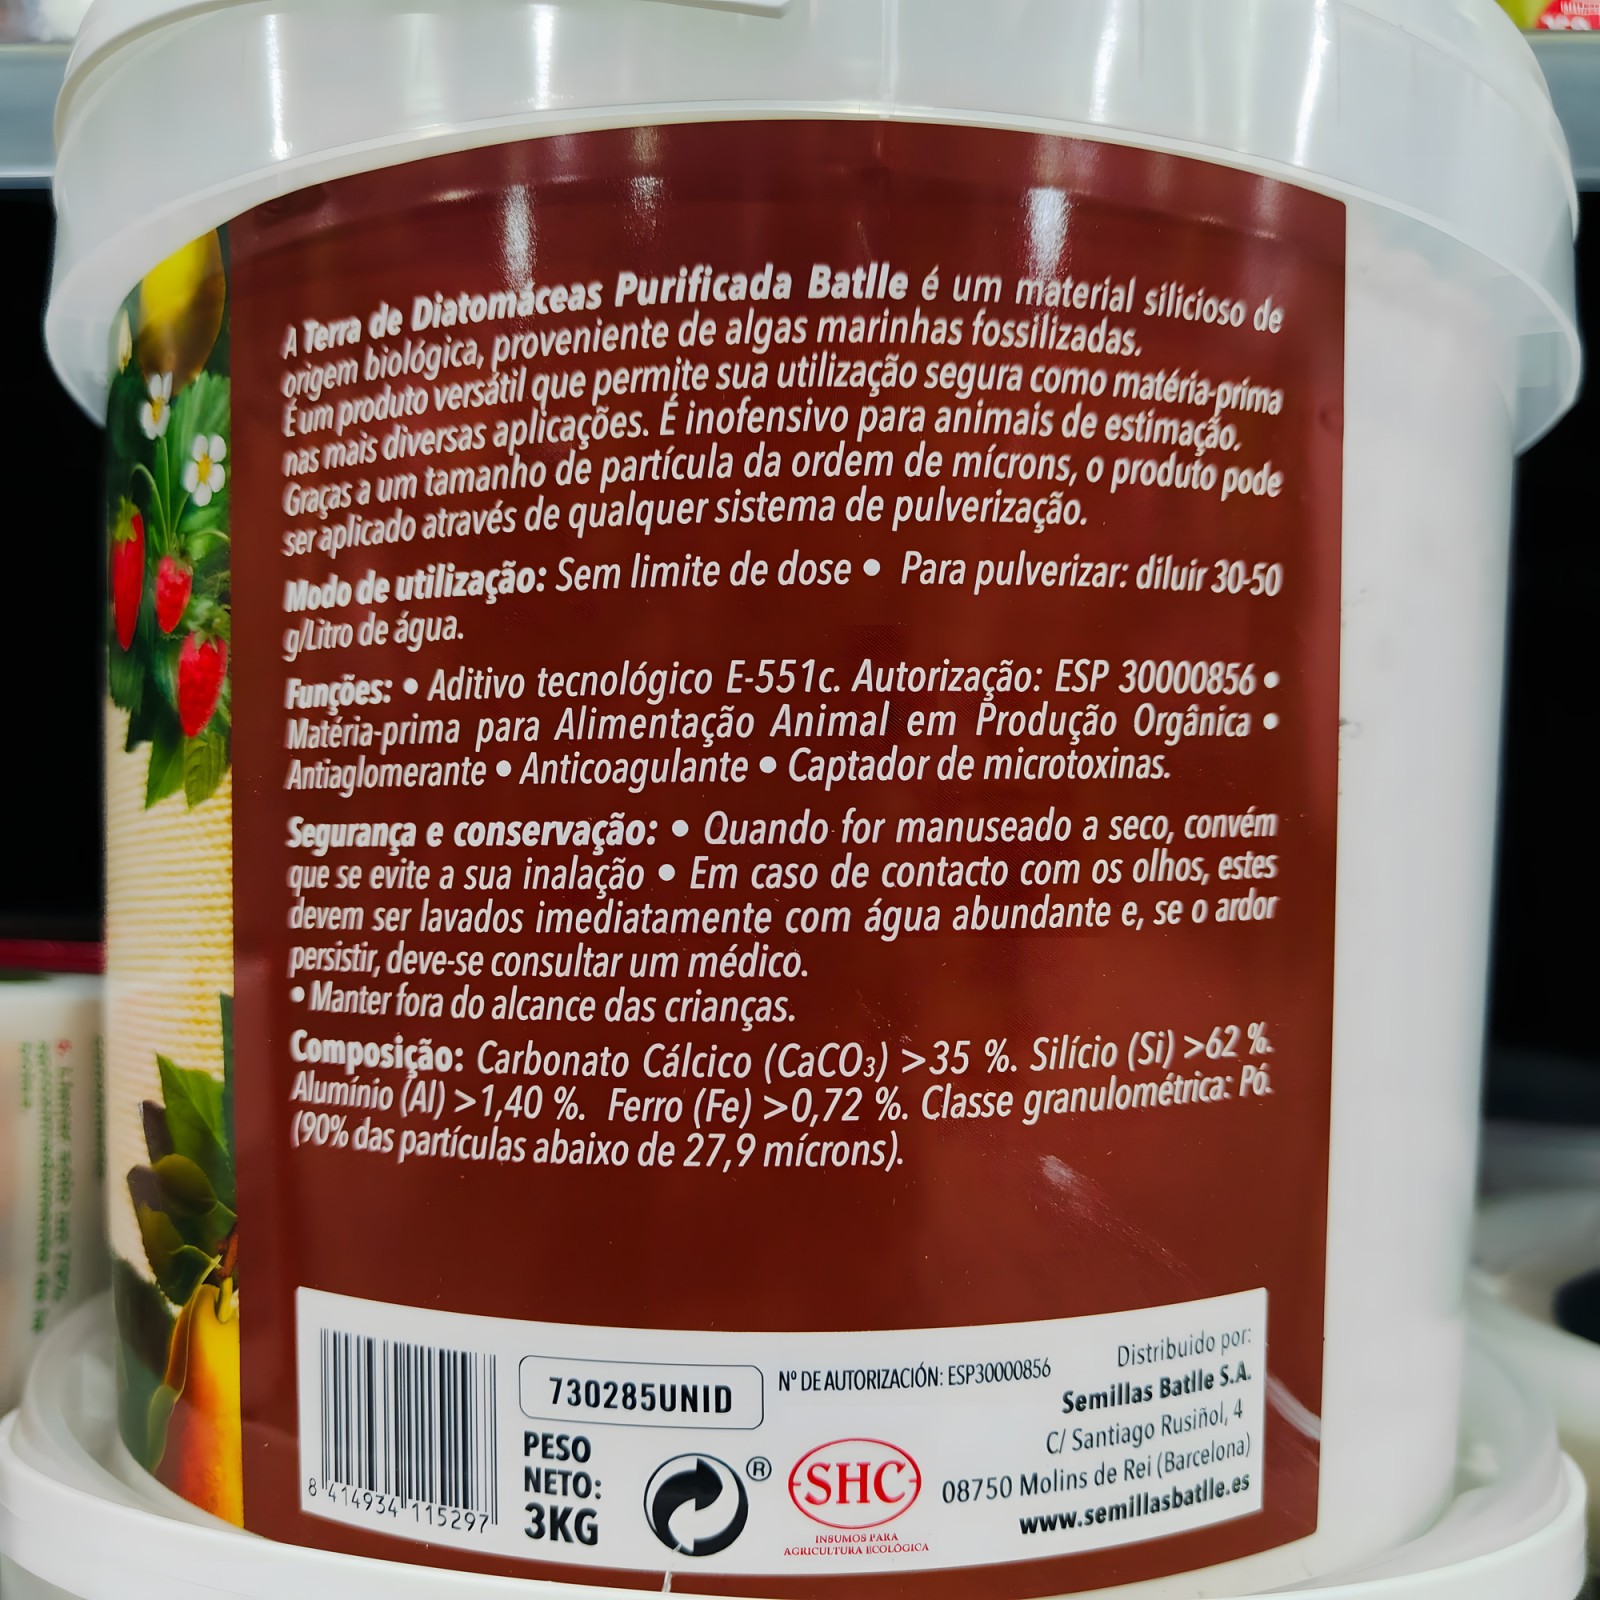 A Terra de Diatomáceas Purificada Batlle é um material silicioso de
origem biológica, proveniente de algas marinhas fossilizadas.
É um produto versátil que permite sua utilização segura como matéria-prima
nas mais diversas aplicações. É inofensivo para animais de estimação.
Graças a um tamanho de partícula da ordem de mícrons, o produto pode
ser aplicado através de qualquer sistema de pulverização.
Modo de utilização: Sem limite de dose • Para pulverizar: diluir 30-50
g/Litro de água.
Funções: • Aditivo tecnológico E-551c. Autorização: ESP 30000856 •
Matéria-prima para Alimentação Animal em Produção Orgânica •
Antiaglomerante • Anticoagulante • Captador de microtoxinas.
Segurança e conservação: • Quando for manuseado a seco, convém
que se evite a sua inalação • Em caso de contacto com os olhos, estes
devem ser lavados imediatamente com água abundante e, se o ardor
persistir, deve-se consultar um médico.
• Manter fora do alcance das crianças.
Composição: Carbonato Cálcico (CaCO3) >35 %. Silício (Si) >62 %.
Alumínio (Al) >1,40 %. Ferro (Fe) >0,72 %. Classe granulométrica: Pó.
(90% das partículas abaixo de 27,9 mícrons).
8 414934 115297
730285UNID
PESO
NETO:
3KG
®
Nº DE AUTORIZACIÓN: ESP30000856
SHC
INSUMOS PARA
AGRICULTURA ECOLÓGICA
Distribuido por:
Semillas Batlle S.A.
C/ Santiago Rusiñol, 4
08750 Molins de Rei (Barcelona)
www.semillasbatlle.es